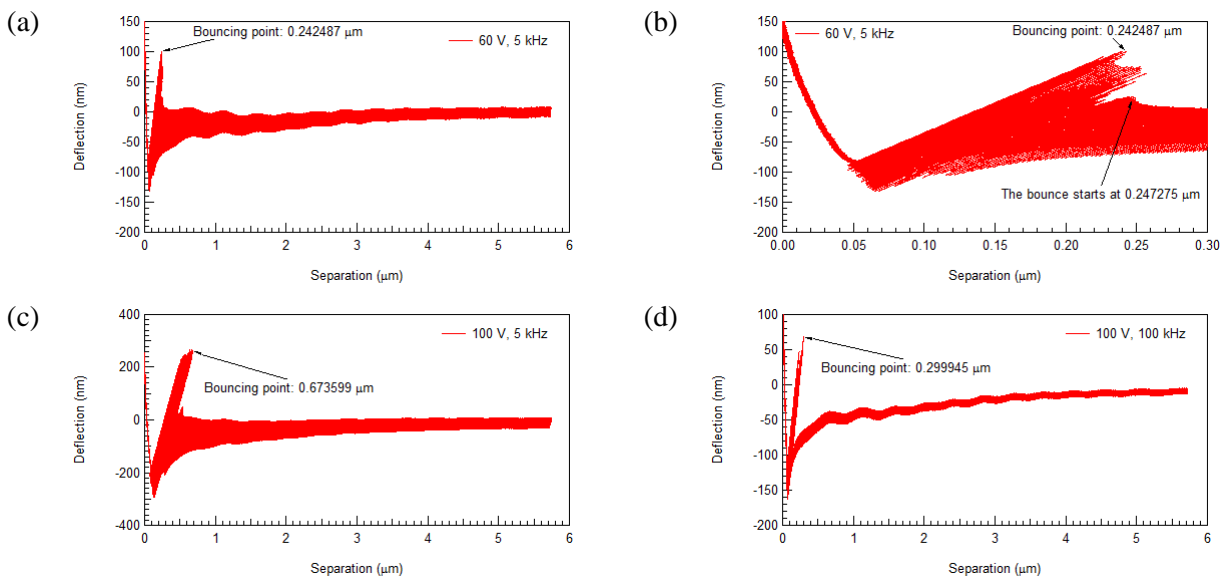 (a)
Bouncing point: 0.242487 μm
60 V, 5 kHz
150
100
50
0
-50
-100
-150
-200
Deflection (nm)
0 1 2 3 4 5 6
Separation (μm)
(b)
60 V, 5 kHz
Bouncing point: 0.242487 μm
The bounce starts at 0.247275 μm
150
100
50
0
-50
-100
-150
-200
Deflection (nm)
0.00 0.05 0.10 0.15 0.20 0.25 0.30
Separation (μm)
(c)
100 V, 5 kHz
Bouncing point: 0.673599 μm
400
200
0
-200
-400
Deflection (nm)
0 1 2 3 4 5 6
Separation (μm)
(d)
100 V, 100 kHz
Bouncing point: 0.299945 μm
100
50
0
-50
-100
-150
-200
Deflection (nm)
0 1 2 3 4 5 6
Separation (μm)